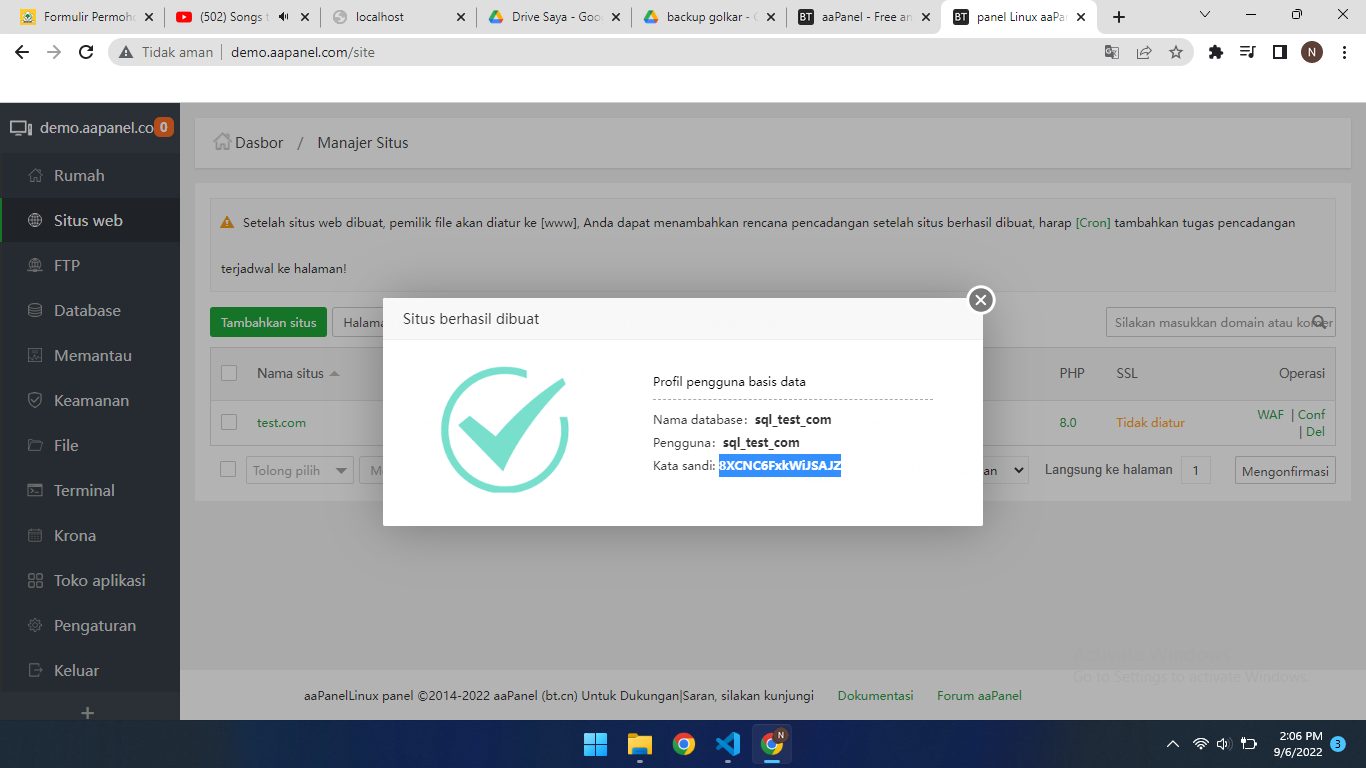 Formulir Permoho
(502) Songs t
localhost
Drive Saya - Goo
backup golkar - G
BT aaPanel - Free an
BT panel Linux aaPan
Tidak aman
demo.aapanel.com/site
N
demo.aapanel.co 0
Dasbor / Manajer Situs
Rumah
Situs web
FTP
Database
Memantau
Keamanan
File
Terminal
Krona
Toko aplikasi
Pengaturan
Keluar
+
Setelah situs web dibuat, pemilik file akan diatur ke [www], Anda dapat menambahkan rencana pencadangan setelah situs berhasil dibuat, harap [Cron] tambahkan tugas pencadangan
terjadwal ke halaman!
Tambahkan situs
Halama
Silakan masukkan domain atau komer
Nama situs
PHP
SSL
Operasi
test.com
8.0
Tidak diatur
WAF | Conf
| Del
Tolong pilih
M
an
Langsung ke halaman
1
Mengonfirmasi
Situs berhasil dibuat
Profil pengguna basis data
Nama database: sql_test_com
Pengguna: sql_test_com
Kata sandi: 8XCNC6FxkWiJSAJZ
Go to Settings to activate Windows.
aaPanelLinux panel ©2014-2022 aaPanel (bt.cn) Untuk Dukungan|Saran, silakan kunjungi
Dokumentasi
Forum aaPanel
N
2:06 PM
9/6/2022
3